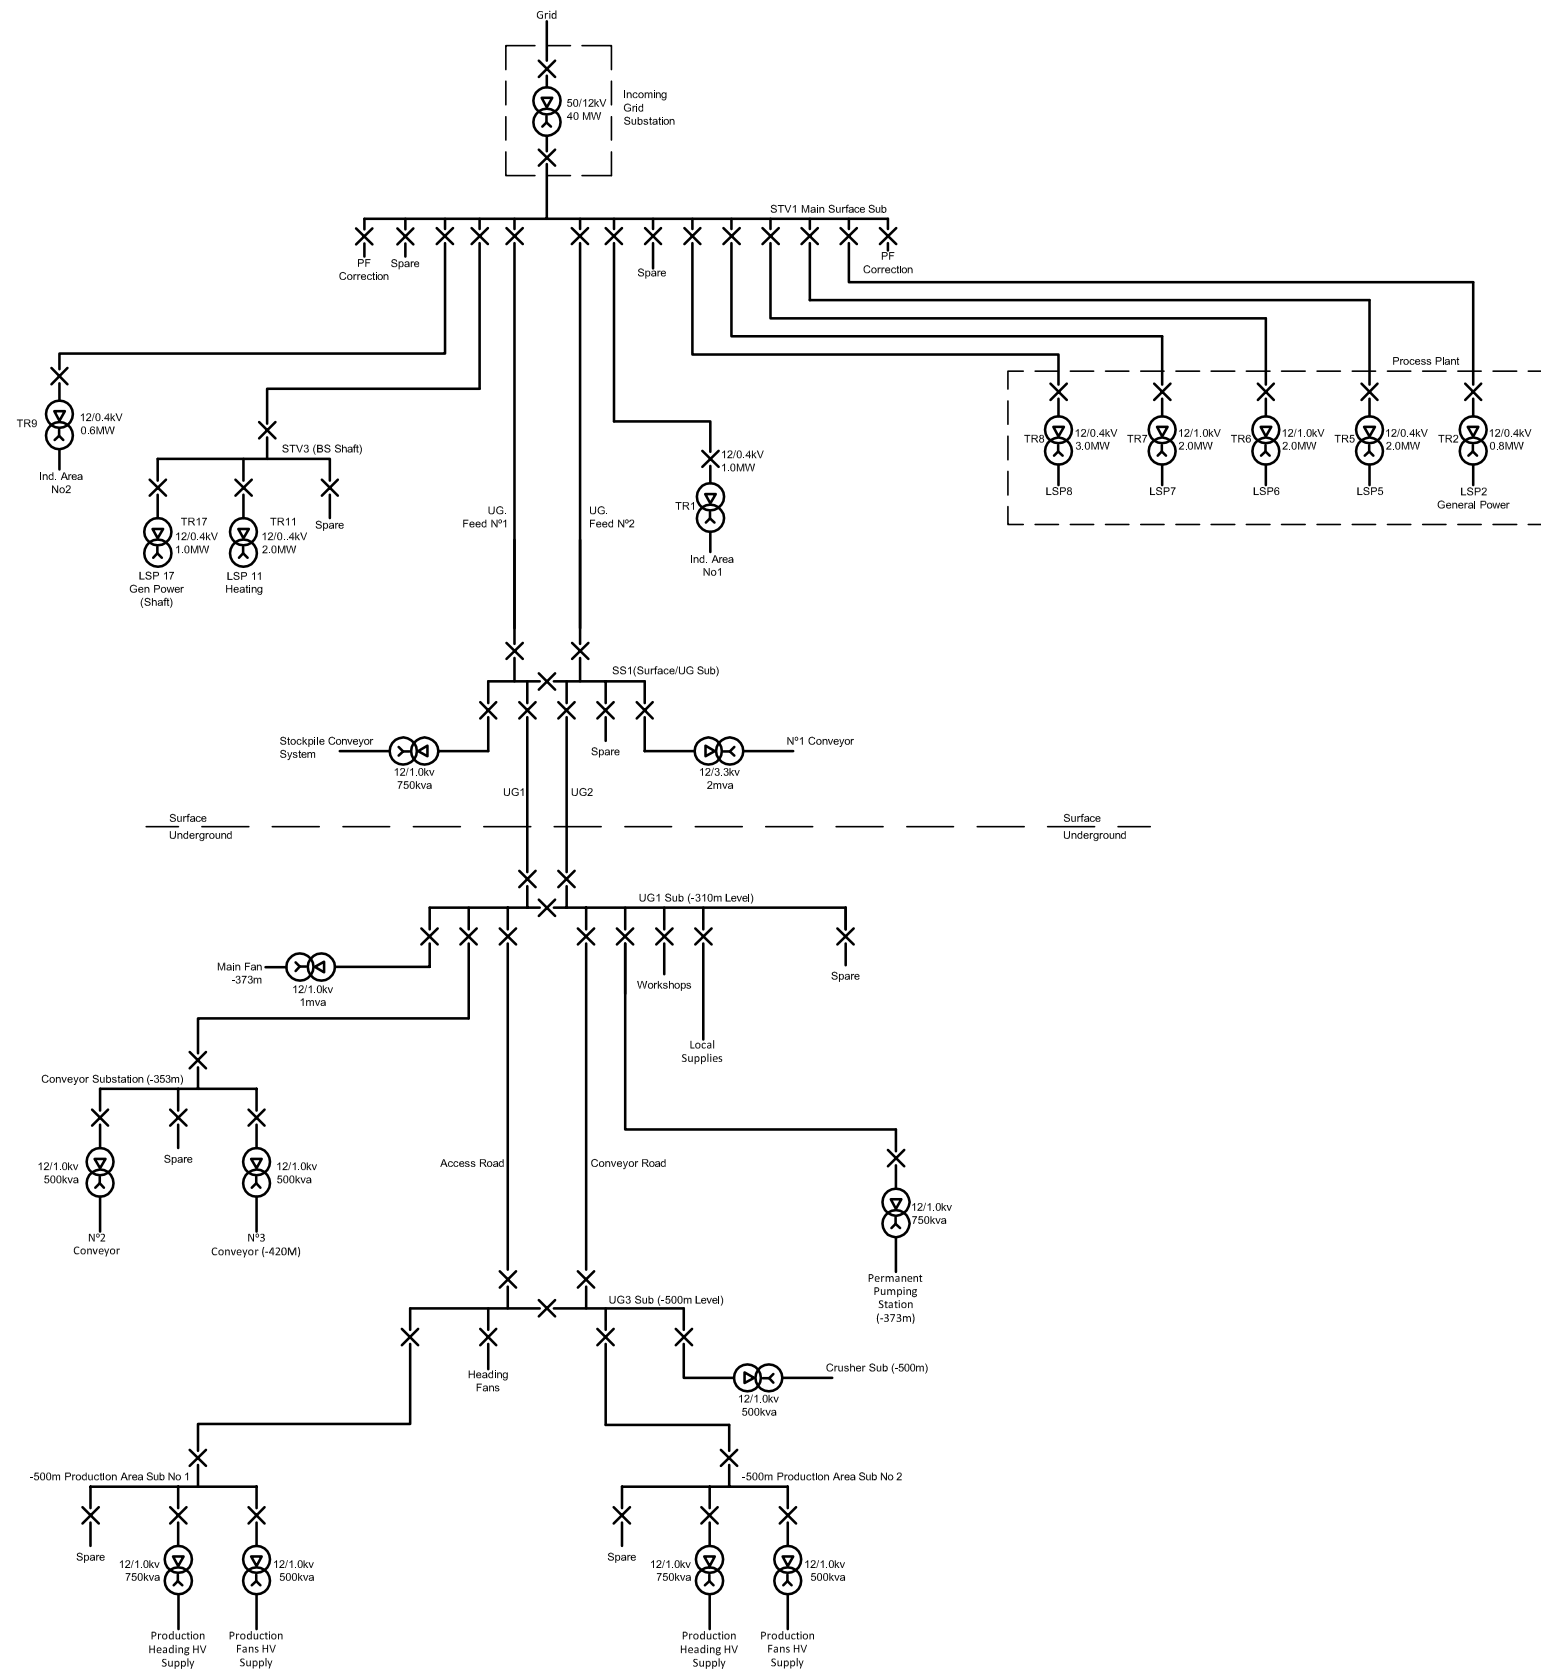 Grid
50/12kV
40 MW
Incoming
Grid
Substation
STV1 Main Surface Sub
PF
Correction
Spare
Spare
PF
Correction
Process Plant
TR9
12/0.4kV
0.6MW
Ind. Area
No2
STV3 (BS Shaft)
TR17
12/0.4kV
1.0MW
LSP 17
Gen Power
(Shaft)
TR11
12/0..4kV
2.0MW
LSP 11
Heating
Spare
UG.
Feed Nº1
UG.
Feed Nº2
12/0.4kV
1.0MW
TR1
Ind. Area
No1
TR8
12/0.4kV
3.0MW
LSP8
TR7
12/1.0kV
2.0MW
LSP7
TR6
12/1.0kV
2.0MW
LSP6
TR5
12/0.4kV
2.0MW
LSP5
TR2
12/0.4kV
0.8MW
LSP2
General Power
SS1(Surface/UG Sub)
Stockpile Conveyor
System
12/1.0kv
750kva
Spare
Nº1 Conveyor
12/3.3kv
2mva
UG1
UG2
Surface
Underground
Surface
Underground
UG1 Sub (-310m Level)
Main Fan
-373m
12/1.0kv
1mva
Workshops
Local
Supplies
Spare
Conveyor Substation (-353m)
12/1.0kv
500kva
Nº2
Conveyor
Spare
12/1.0kv
500kva
Nº3
Conveyor (-420M)
Access Road
Conveyor Road
12/1.0kv
750kva
Permanent
Pumping
Station
(-373m)
UG3 Sub (-500m Level)
Heading
Fans
Crusher Sub (-500m)
12/1.0kv
500kva
-500m Production Area Sub No 1
Spare
12/1.0kv
750kva
Production
Heading HV
Supply
12/1.0kv
500kva
Production
Fans HV
Supply
-500m Production Area Sub No 2
Spare
12/1.0kv
750kva
Production
Heading HV
Supply
12/1.0kv
500kva
Production
Fans HV
Supply